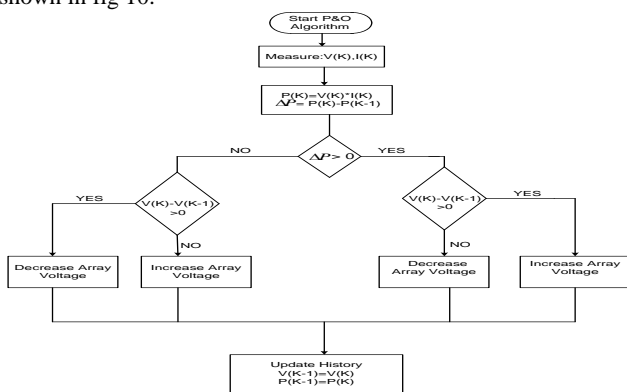 shown in fig 10.
Start P&O
Algorithm
Measure:V(K),I(K)
P(K)=V(K)*I(K)
ΔP= P(K)-P(K-1)
NO
ΔP> 0
YES
YES
V(K)-V(K-1)
>0
NO
V(K)-V(K-1)
>0
YES
NO
Decrease Array
Voltage
Increase Array
Voltage
Decrease
Array Voltage
Increase Array
Voltage
Update History
V(K-1)=V(K)
P(K-1)=P(K)